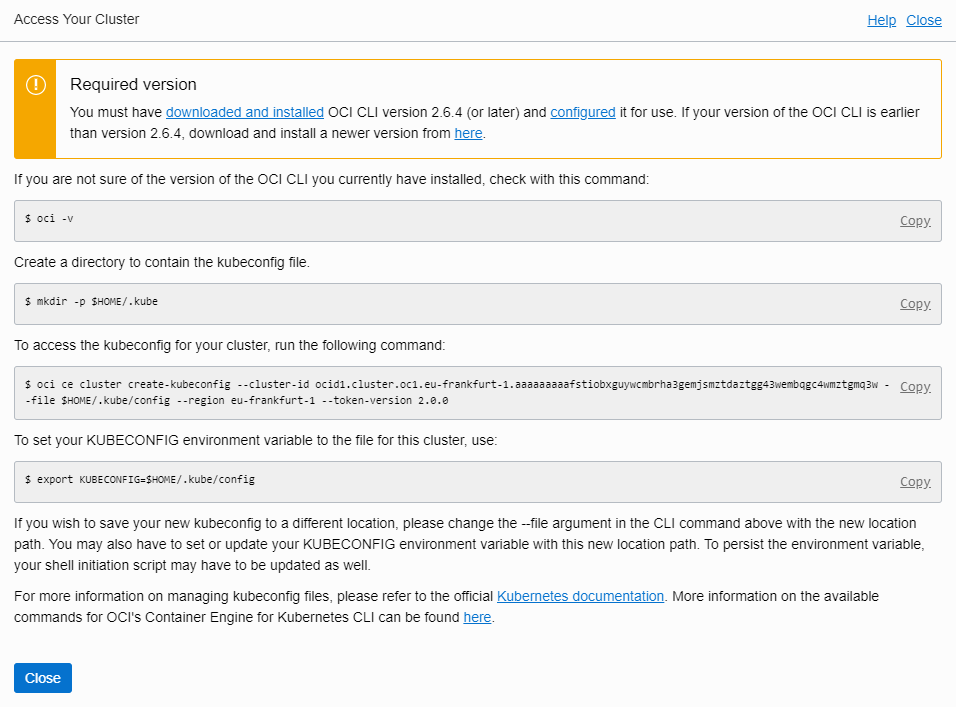 Access Your Cluster
Help Close
Required version
You must have downloaded and installed OCI CLI version 2.6.4 (or later) and configured it for use. If your version of the OCI CLI is earlier
than version 2.6.4, download and install a newer version from here.
If you are not sure of the version of the OCI CLI you currently have installed, check with this command:
$ oci -v
Copy
Create a directory to contain the kubeconfig file.
$ mkdir -p $HOME/.kube
Copy
To access the kubeconfig for your cluster, run the following command:
$ oci ce cluster create-kubeconfig --cluster-id ocid1.cluster.oc1.eu-frankfurt-1.aaaaaaaaafstiobxguywcmbrha3gemjsmztdaztgg43wembqgc4wmztgmq3w -
-file $HOME/.kube/config --region eu-frankfurt-1 --token-version 2.0.0
Copy
To set your KUBECONFIG environment variable to the file for this cluster, use:
$ export KUBECONFIG=$HOME/.kube/config
Copy
If you wish to save your new kubeconfig to a different location, please change the --file argument in the CLI command above with the new location
path. You may also have to set or update your KUBECONFIG environment variable with this new location path. To persist the environment variable,
your shell initiation script may have to be updated as well.
For more information on managing kubeconfig files, please refer to the official Kubernetes documentation. More information on the available
commands for OCI's Container Engine for Kubernetes CLI can be found here.
Close